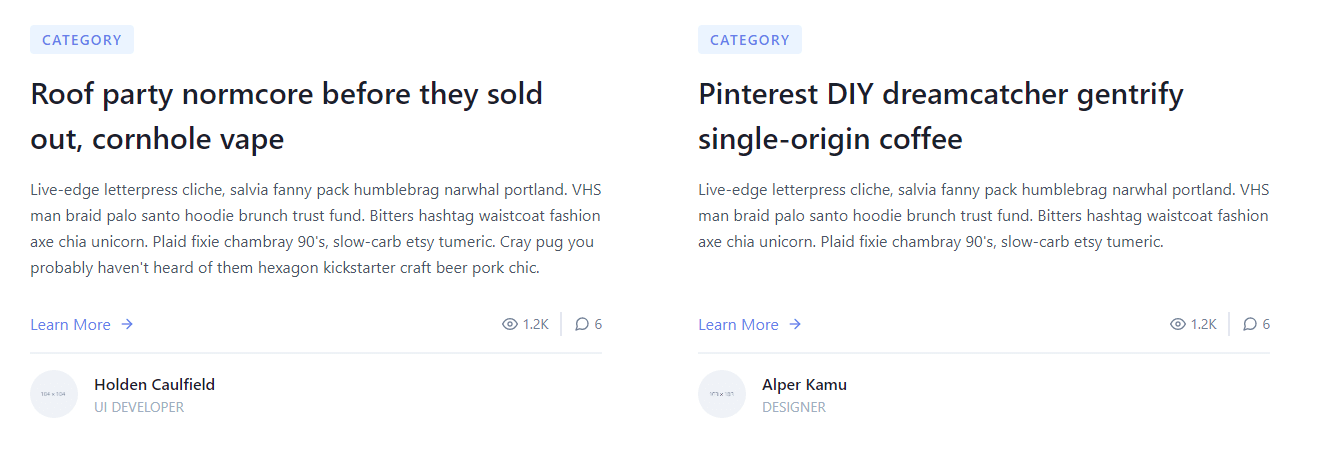 CATEGORY
Roof party normcore before they sold
out, cornhole vape
Live-edge letterpress cliche, salvia fanny pack humblebrag narwhal portland. VHS
man braid palo santo hoodie brunch trust fund. Bitters hashtag waistcoat fashion
axe chia unicorn. Plaid fixie chambray 90's, slow-carb etsy tumeric. Cray pug you
probably haven't heard of them hexagon kickstarter craft beer pork chic.
Learn More
1.2K
6
104 x 104
Holden Caulfield
UI DEVELOPER
CATEGORY
Pinterest DIY dreamcatcher gentrify
single-origin coffee
Live-edge letterpress cliche, salvia fanny pack humblebrag narwhal portland. VHS
man braid palo santo hoodie brunch trust fund. Bitters hashtag waistcoat fashion
axe chia unicorn. Plaid fixie chambray 90's, slow-carb etsy tumeric.
Learn More
1.2K
6
Alper Kamu
DESIGNER